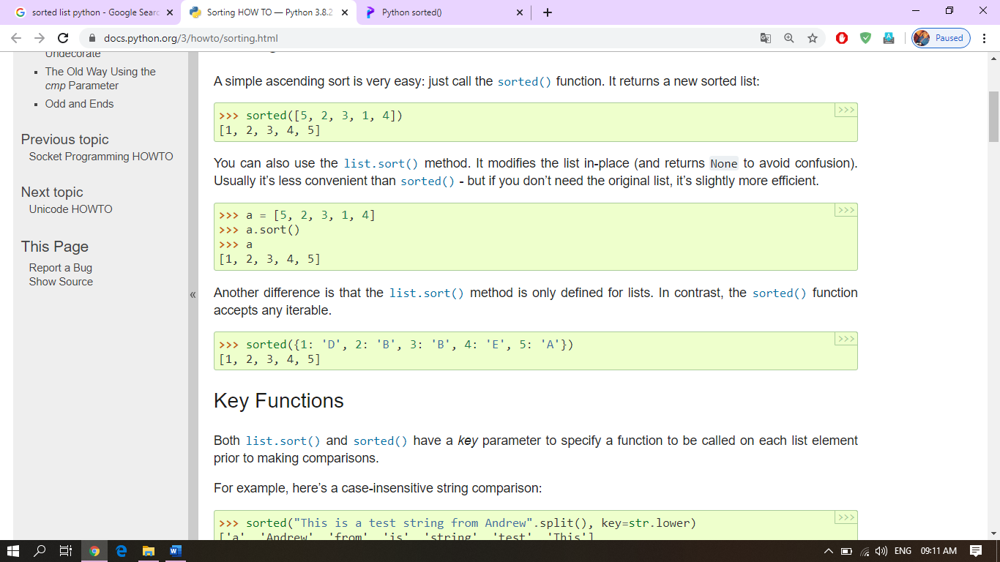 sorted list python - Google Searc
Sorting HOW TO — Python 3.8.2
Python sorted()
docs.python.org/3/howto/sorting.html
Paused
Undecorate
The Old Way Using the
cmp Parameter
Odd and Ends
Previous topic
Socket Programming HOWTO
Next topic
Unicode HOWTO
This Page
Report a Bug
Show Source
«
A simple ascending sort is very easy: just call the sorted() function. It returns a new sorted list:
>>>
>>> sorted([5, 2, 3, 1, 4])
[1, 2, 3, 4, 5]
You can also use the list.sort() method. It modifies the list in-place (and returns None to avoid confusion).
Usually it’s less convenient than sorted() - but if you don’t need the original list, it’s slightly more efficient.
>>>
>>> a = [5, 2, 3, 1, 4]
>>> a.sort()
>>> a
[1, 2, 3, 4, 5]
Another difference is that the list.sort() method is only defined for lists. In contrast, the sorted() function
accepts any iterable.
>>>
>>> sorted({1: 'D', 2: 'B', 3: 'B', 4: 'E', 5: 'A'})
[1, 2, 3, 4, 5]
Key Functions
Both list.sort() and sorted() have a key parameter to specify a function to be called on each list element
prior to making comparisons.
For example, here’s a case-insensitive string comparison:
>>>
>>> sorted("This is a test string from Andrew".split(), key=str.lower)
['a', 'Andrew', 'from', 'is', 'string', 'test', 'This']
ENG 09:11 AM